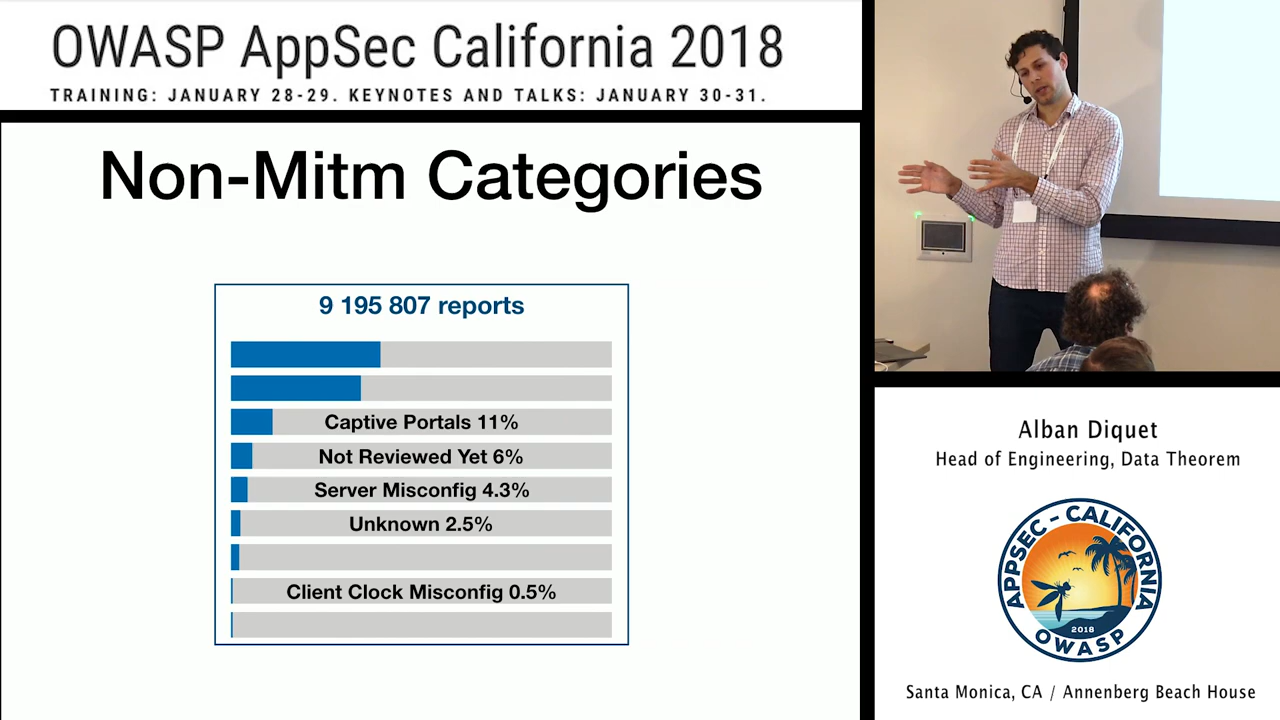 OWASP AppSec California 2018
TRAINING: JANUARY 28-29. KEYNOTES AND TALKS: JANUARY 30-31.
Non-Mitm Categories
9 195 807 reports
Captive Portals 11%
Not Reviewed Yet 6%
Server Misconfig 4.3%
Unknown 2.5%
Client Clock Misconfig 0.5%
Alban Diquet
Head of Engineering, Data Theorem
APPSEC - CALIFORNIA
2018
OWASP
Santa Monica, CA / Annenberg Beach House